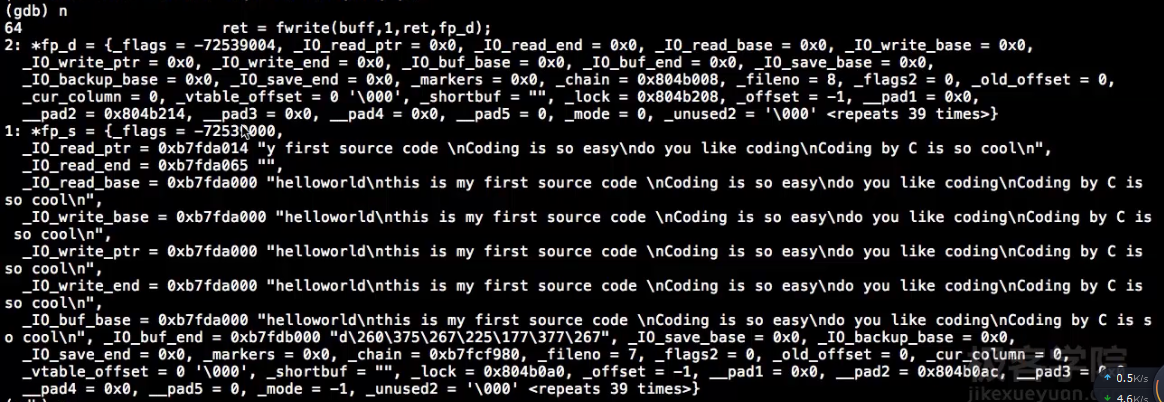 (gdb) n
64                      ret = fwrite(buff,1,ret,fp_d);
2: *fp_d = {_flags = -72539004, _IO_read_ptr = 0x0, _IO_read_end = 0x0, _IO_read_base = 0x0, _IO_write_base = 0x0,
_IO_write_ptr = 0x0, _IO_write_end = 0x0, _IO_buf_base = 0x0, _IO_buf_end = 0x0, _IO_save_base = 0x0,
_IO_backup_base = 0x0, _IO_save_end = 0x0, _markers = 0x0, _chain = 0x804b008, _fileno = 8, _flags2 = 0, _old_offset = 0,
_cur_column = 0, _vtable_offset = 0 '\000', _shortbuf = "", _lock = 0x804b208, _offset = -1, __pad1 = 0x0,
__pad2 = 0x804b214, __pad3 = 0x0, __pad4 = 0x0, __pad5 = 0, _mode = 0, _unused2 = '\000' <repeats 39 times>}
1: *fp_s = {_flags = -72539000,
_IO_read_ptr = 0xb7fda014 "y first source code \nCoding is so easy\ndo you like coding\nCoding by C is so cool\n",
_IO_read_end = 0xb7fda065 "",
_IO_read_base = 0xb7fda000 "helloworld\nthis is my first source code \nCoding is so easy\ndo you like coding\nCoding by C is
so cool\n",
_IO_write_base = 0xb7fda000 "helloworld\nthis is my first source code \nCoding is so easy\ndo you like coding\nCoding by C is
so cool\n",
_IO_write_ptr = 0xb7fda000 "helloworld\nthis is my first source code \nCoding is so easy\ndo you like coding\nCoding by C is
so cool\n",
_IO_write_end = 0xb7fda000 "helloworld\nthis is my first source code \nCoding is so easy\ndo you like coding\nCoding by C is
so cool\n",
_IO_buf_base = 0xb7fda000 "helloworld\nthis is my first source code \nCoding is so easy\ndo you like coding\nCoding by C is s
o cool\n", _IO_buf_end = 0xb7fdb000 "d\260\375\267\225\177\377\267", _IO_save_base = 0x0, _IO_backup_base = 0x0,
_IO_save_end = 0x0, _markers = 0x0, _chain = 0xb7fcf980, _fileno = 7, _flags2 = 0, _old_offset = 0, _cur_column = 0,
_vtable_offset = 0 '\000', _shortbuf = "", _lock = 0x804b0a0, _offset = -1, __pad1 = 0x0, __pad2 = 0x804b0ac, __pad3 =
__pad4 = 0x0, __pad5 = 0, _mode = -1, _unused2 = '\000' <repeats 39 times>}
极客学院
jikexueyuan.com
0.5K/s
4.6K/s